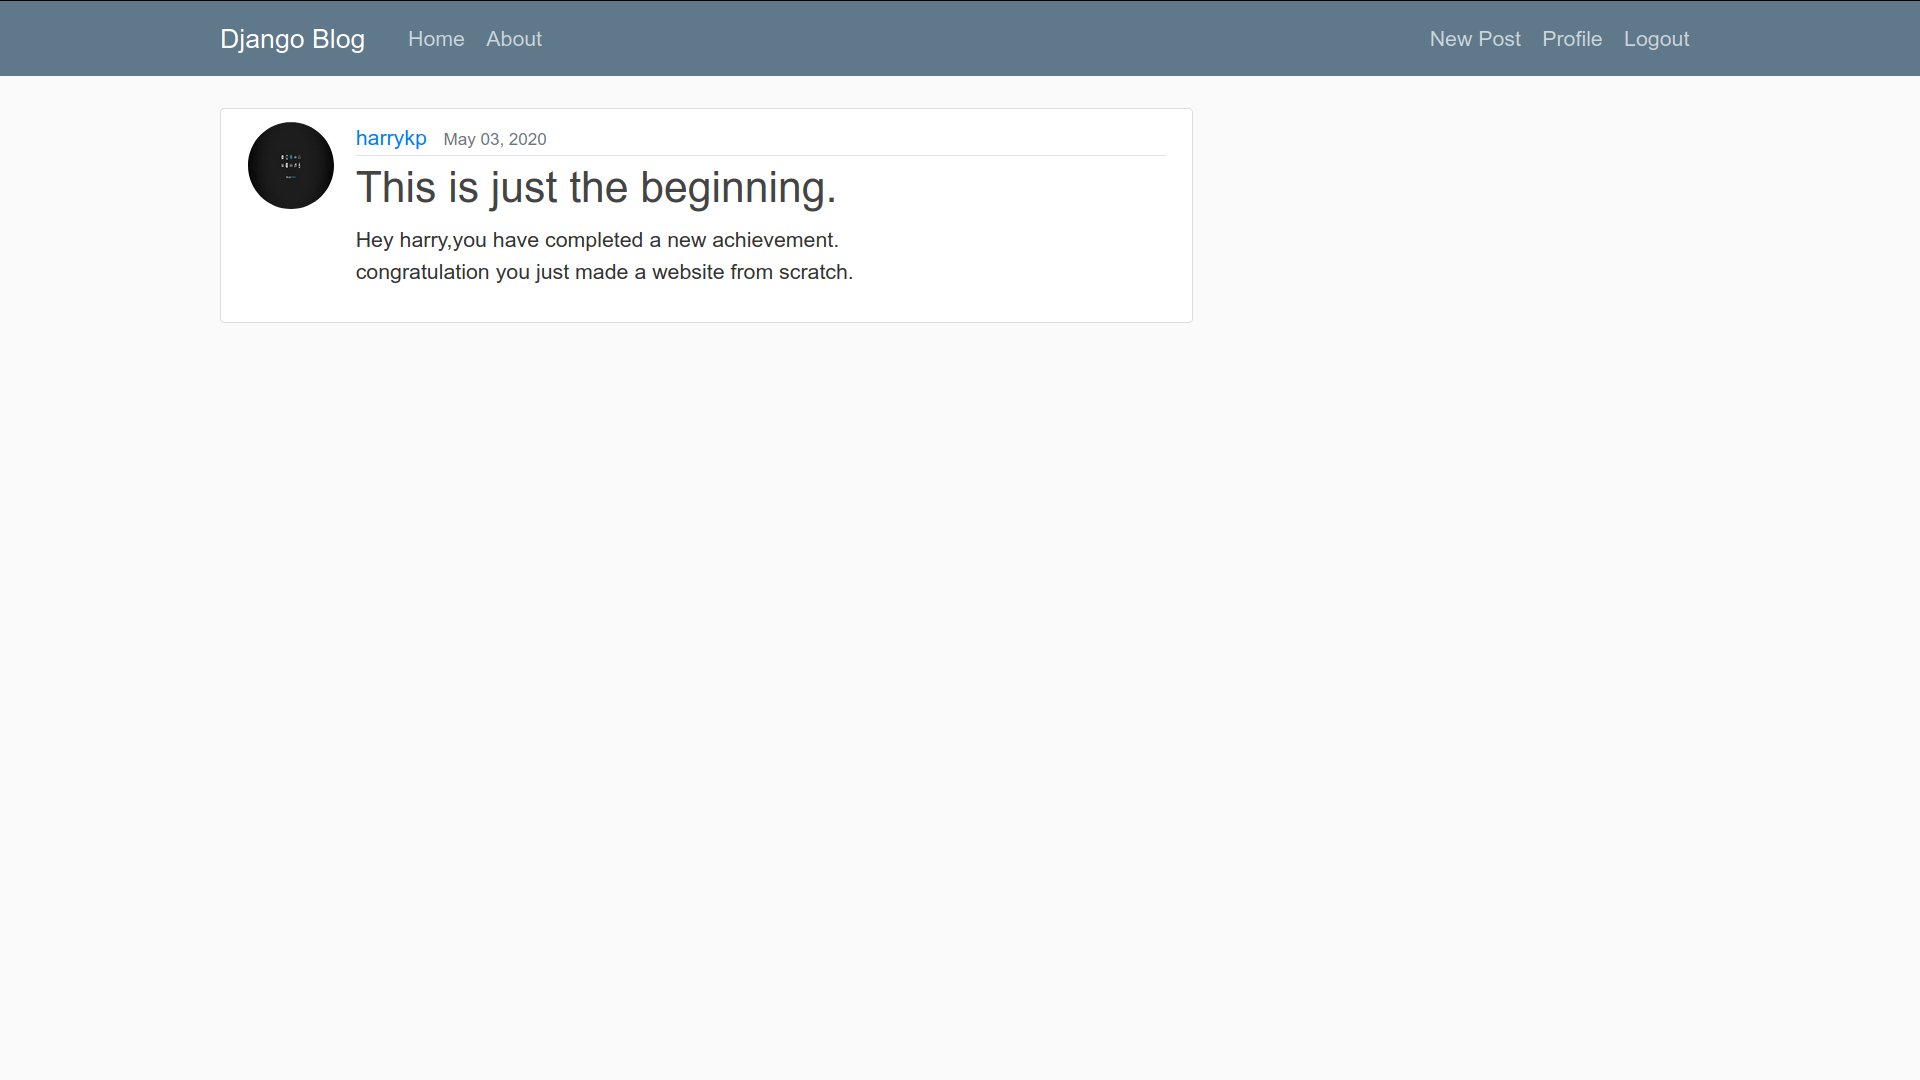 Django Blog Home About New Post Profile Logout
harrykp May 03, 2020
This is just the beginning.
Hey harry,you have completed a new achievement.
congratulation you just made a website from scratch.